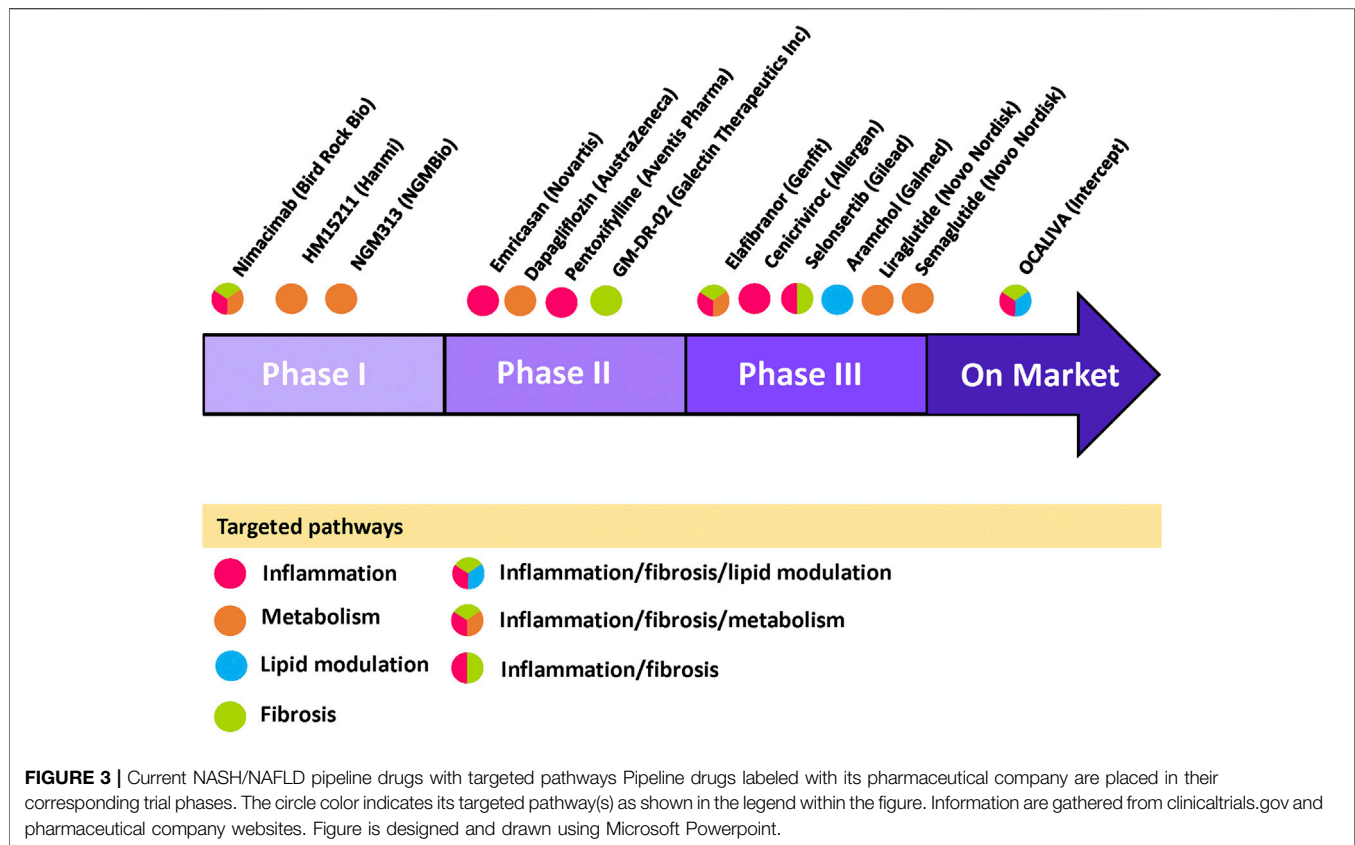 Nimacimab (Bird Rock Bio)
HM15211 (Hanmi)
NGM313 (NGMBio)
Emricasan (Novartis)
Dapagliflozin (AustraZeneca)
Pentoxifylline (Aventis Pharma)
GM-DR-02 (Galectin Therapeutics Inc)
Elafibranor (Genfit)
Cenicriviroc (Allergan)
Selonsertib (Gilead)
Aramchol (Galmed)
Liraglutide (Novo Nordisk)
Semaglutide (Novo Nordisk)
OCALIVA (Intercept)
Phase I
Phase II
Phase III
On Market
Targeted pathways
Inflammation
Metabolism
Lipid modulation
Fibrosis
Inflammation/fibrosis/lipid modulation
Inflammation/fibrosis/metabolism
Inflammation/fibrosis
FIGURE 3 | Current NASH/NAFLD pipeline drugs with targeted pathways Pipeline drugs labeled with its pharmaceutical company are placed in their
corresponding trial phases. The circle color indicates its targeted pathway(s) as shown in the legend within the figure. Information are gathered from clinicaltrials.gov and
pharmaceutical company websites. Figure is designed and drawn using Microsoft Powerpoint.